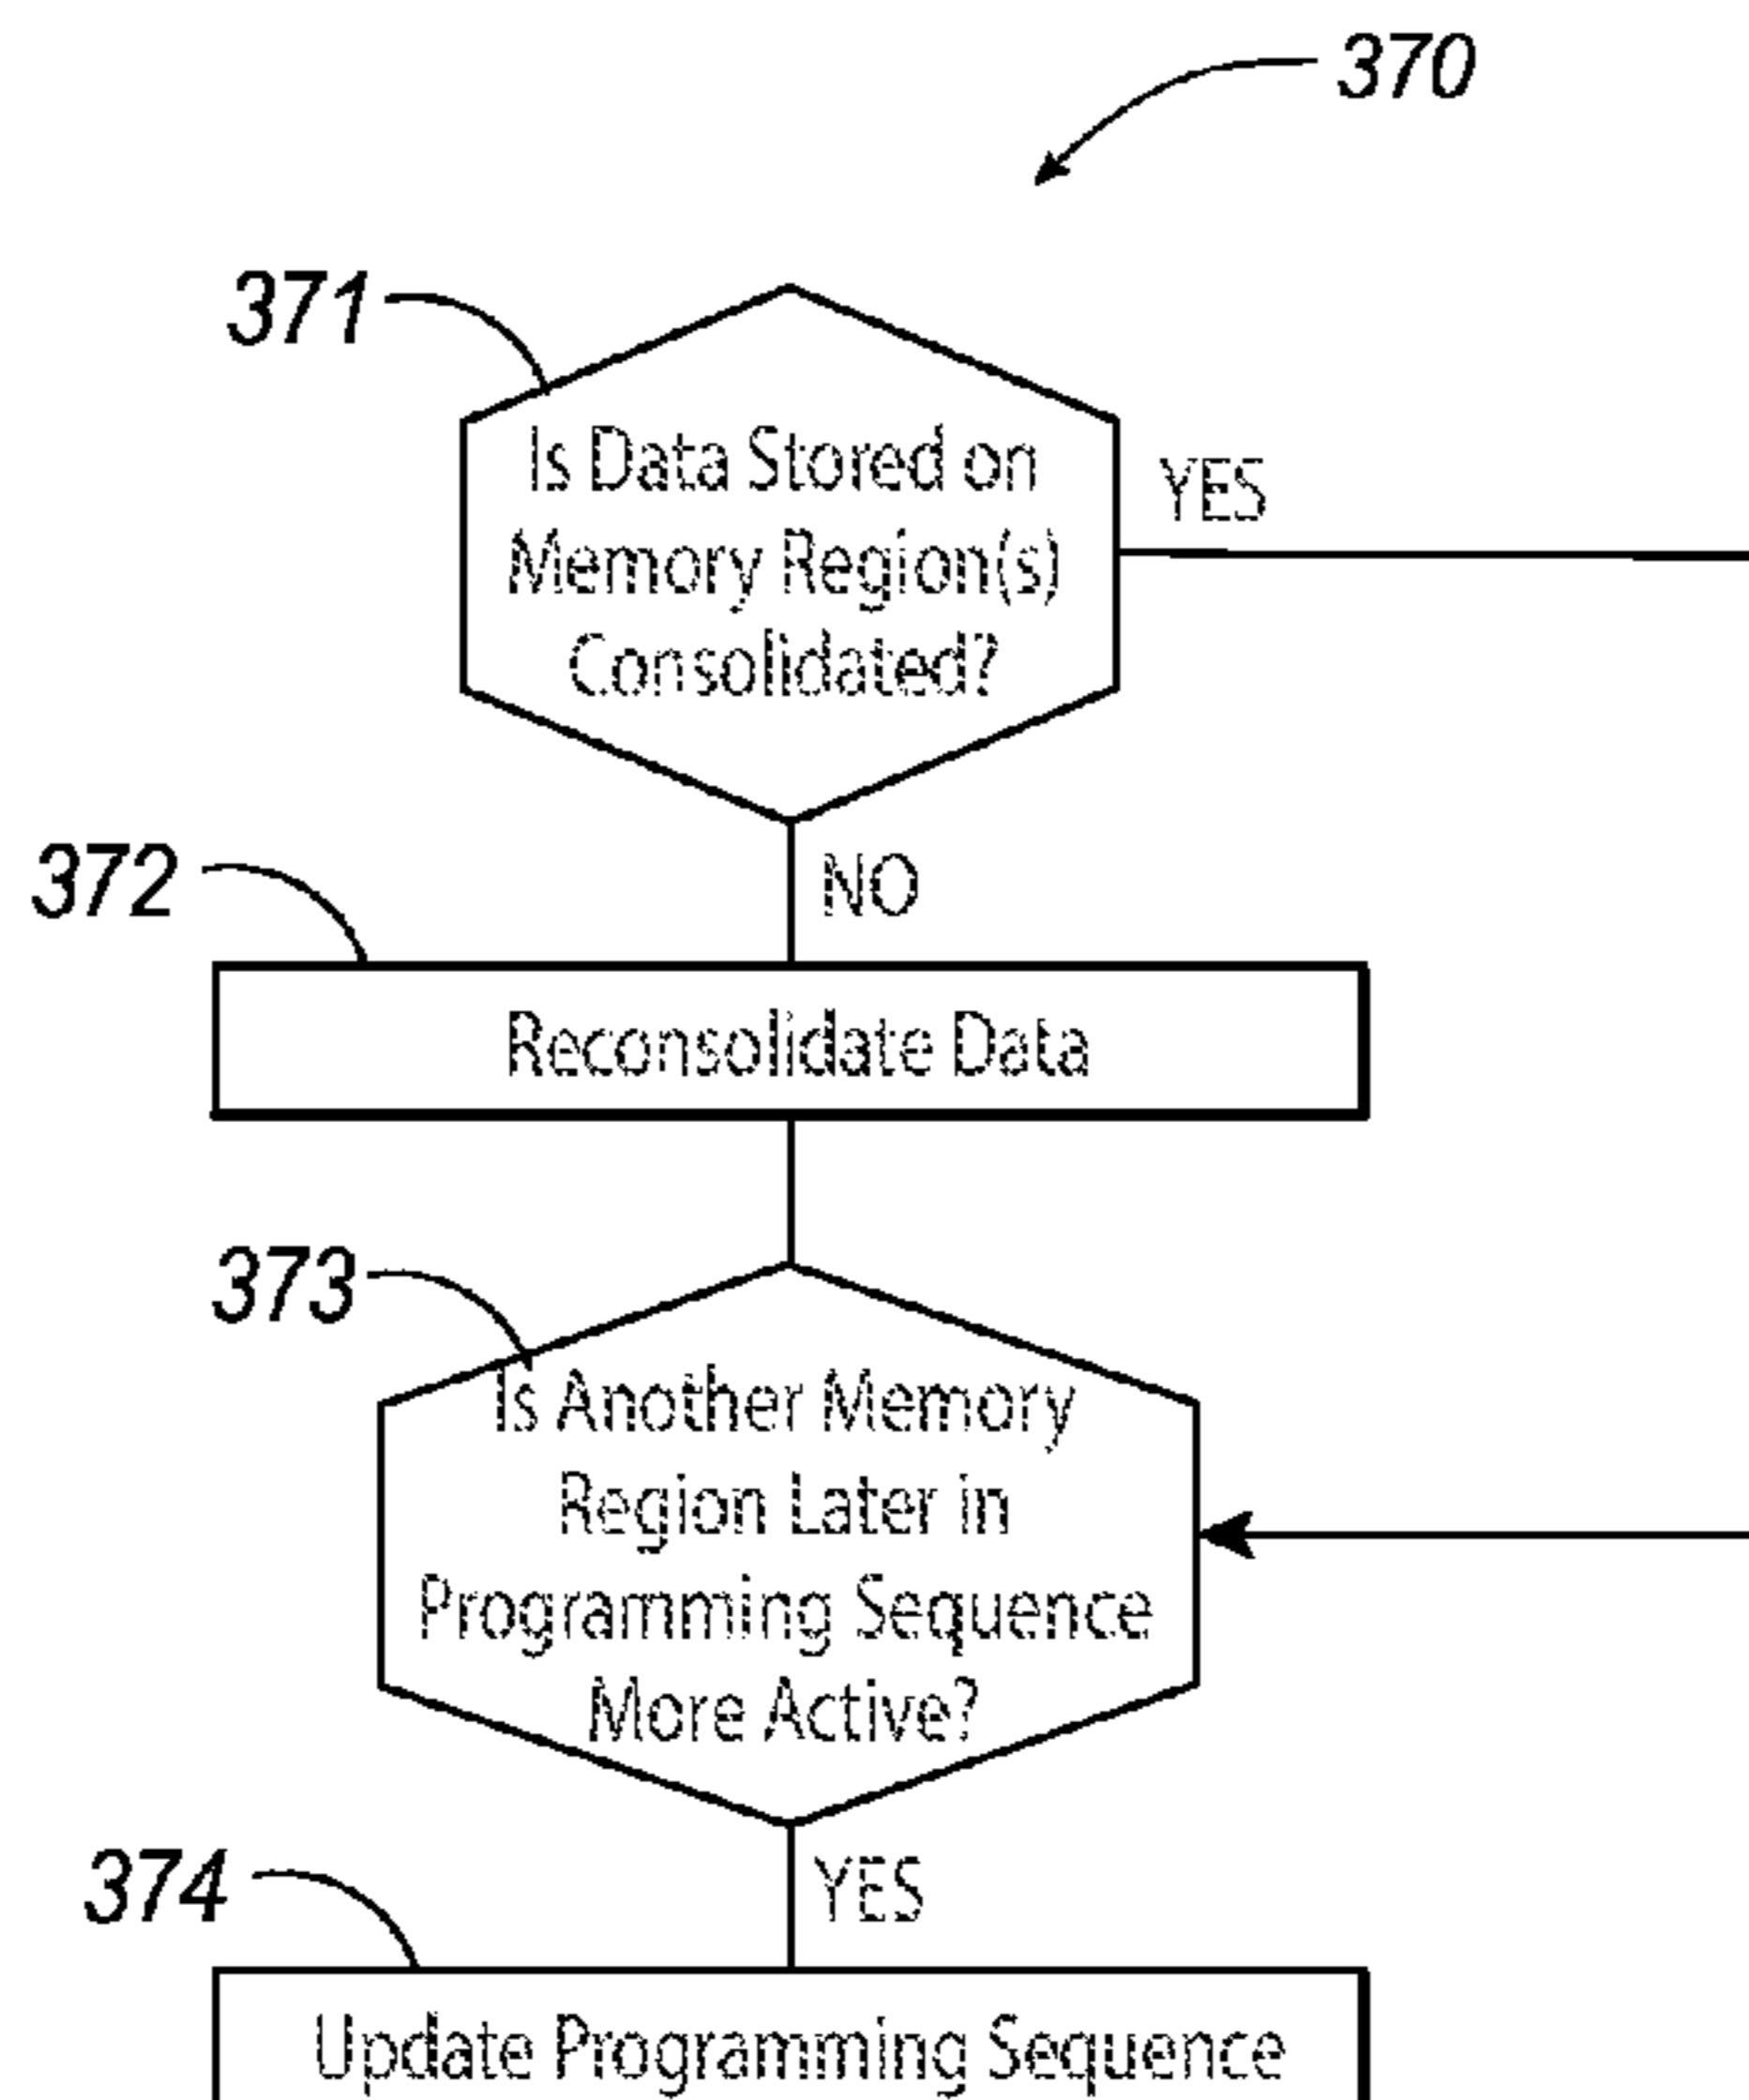 370
371
Is Data Stored on
Memory Region(s)
Consolidated?
YES
NO
372
Reconsolidate Data
373
Is Another Memory
Region Later in
Programming Sequence
More Active?
YES
374
Update Programming Sequence